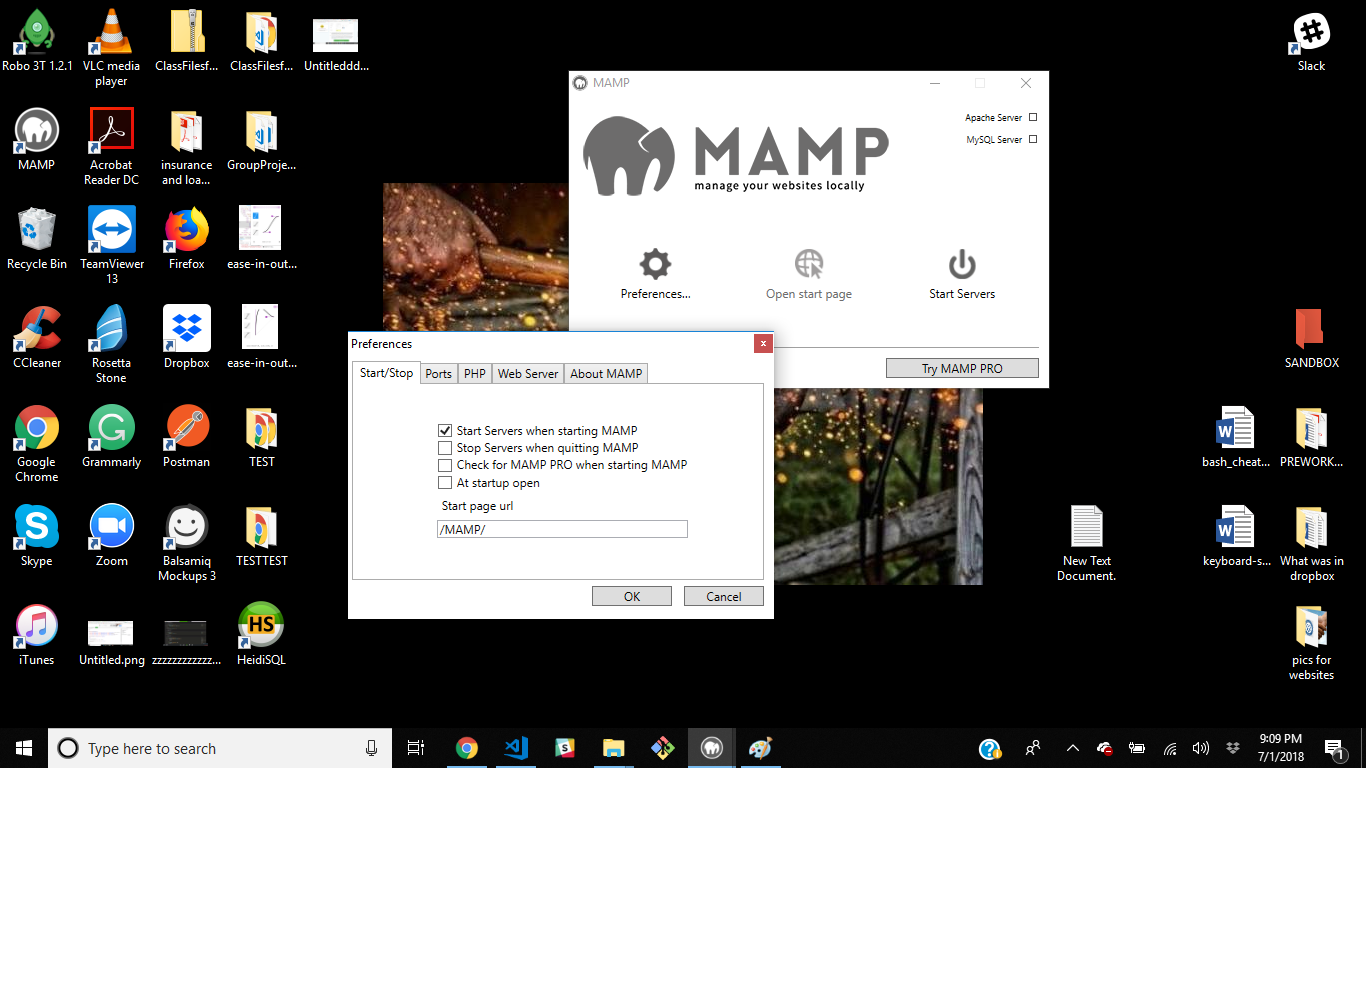 Robo 3T 1.2.1
VLC media
player
ClassFilesf...
ClassFilesf...
Untitleddd...
Slack
MAMP
Acrobat
Reader DC
insurance
and loa...
GroupProje...
Recycle Bin
TeamViewer
13
Firefox
ease-in-out...
CCleaner
Rosetta
Stone
Dropbox
ease-in-out...
SANDBOX
Google
Chrome
Grammarly
Postman
TEST
bash_cheat...
PREWORK...
Skype
Zoom
Balsamiq
Mockups 3
TESTTEST
New Text
Document.
keyboard-s...
What was in
dropbox
iTunes
Untitled.png
zzzzzzzzzzzz...
HS
HeidiSQL
pics for
websites
MAMP
Apache Server
MySQL Server
MAMP
manage your websites locally
Preferences...
Open start page
Start Servers
Try MAMP PRO
Preferences
x
Start/Stop
Ports
PHP
Web Server
About MAMP
Start Servers when starting MAMP
Stop Servers when quitting MAMP
Check for MAMP PRO when starting MAMP
At startup open
Start page url
/MAMP/
OK
Cancel
Type here to search
9:09 PM
7/1/2018
1